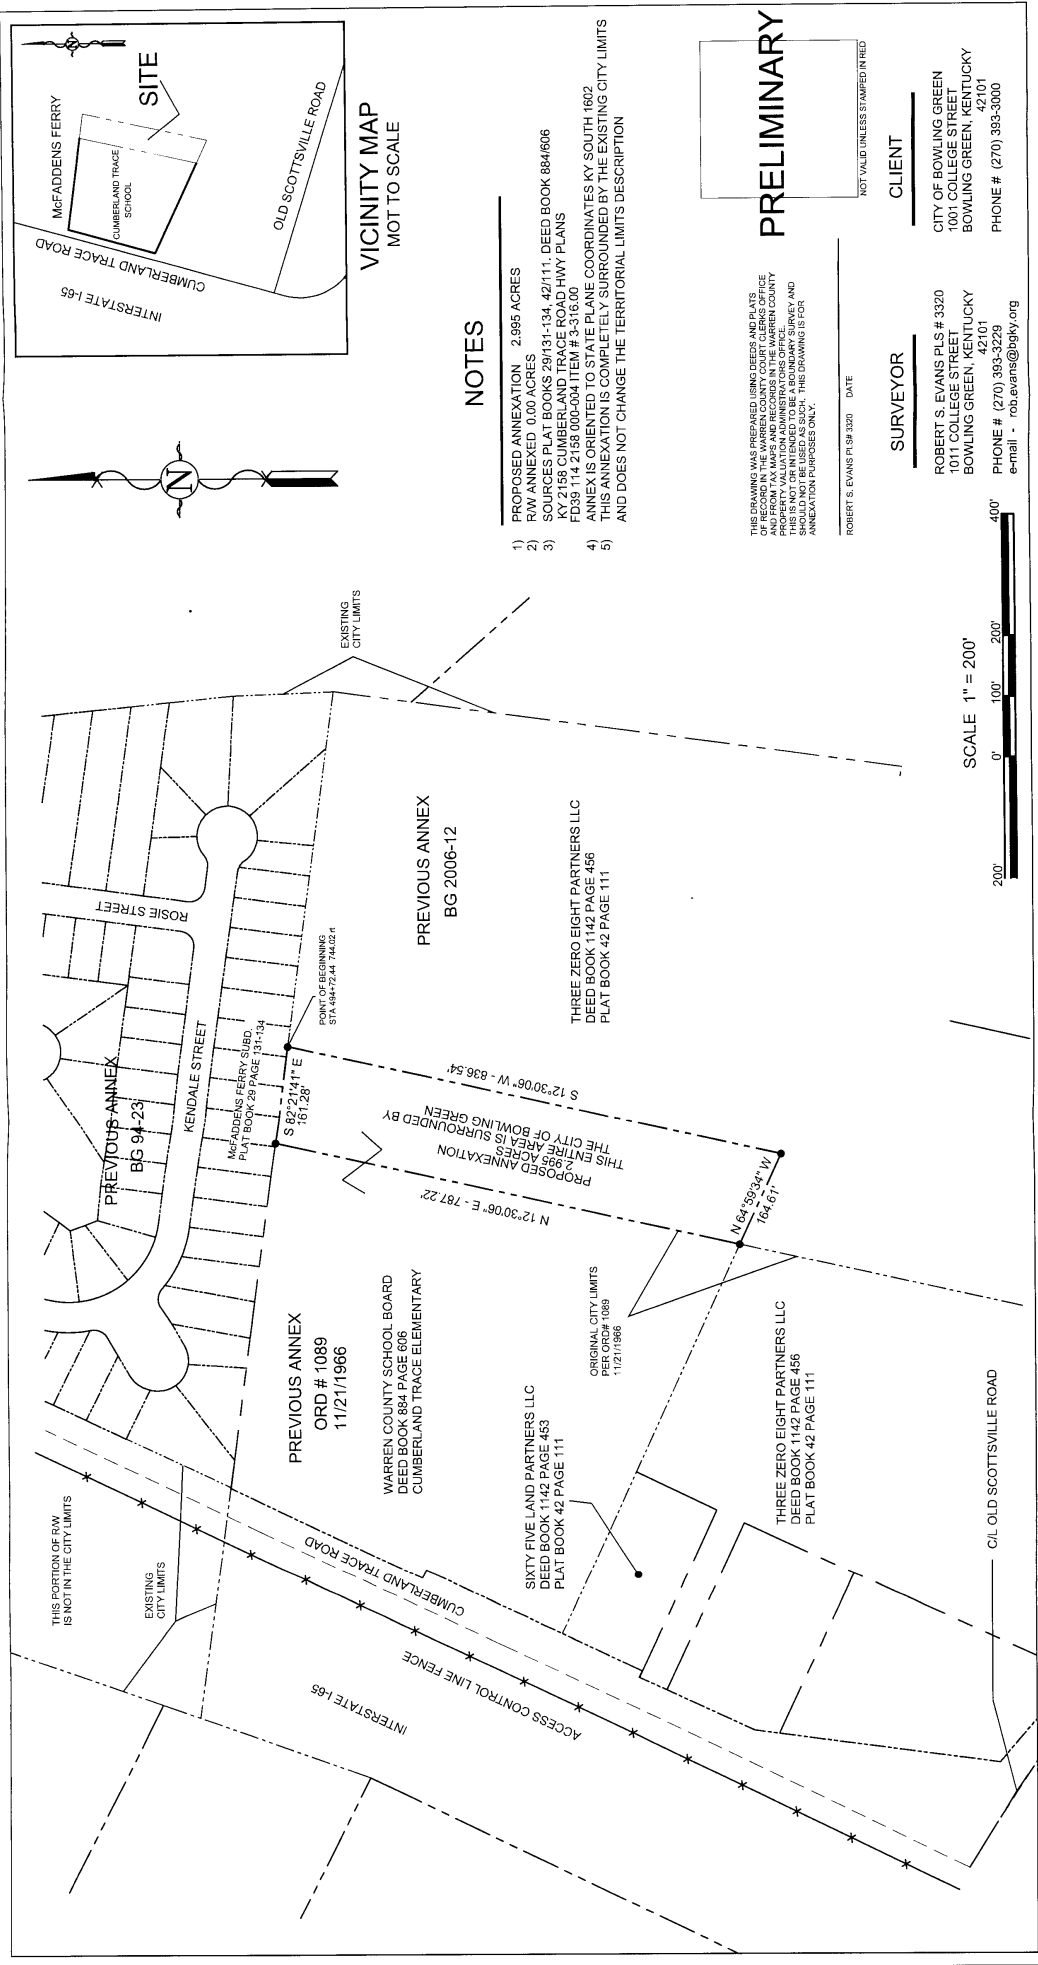 THIS PORTION OF R/W
IS NOT IN THE CITY LIMITS
EXISTING
CITY LIMITS
INTERSTATE I-65
ACCESS CONTROL LINE FENCE
CUMBERLAND TRACE ROAD
PREVIOUS ANNEX
ORD # 1089
11/21/1966
WARREN COUNTY SCHOOL BOARD
DEED BOOK 884 PAGE 606
CUMBERLAND TRACE ELEMENTARY
SIXTY FIVE LAND PARTNERS LLC
DEED BOOK 1142 PAGE 453
PLAT BOOK 42 PAGE 111
THREE ZERO EIGHT PARTNERS LLC
DEED BOOK 1142 PAGE 456
PLAT BOOK 42 PAGE 111
C/L OLD SCOTTSVILLE ROAD
ORIGINAL CITY LIMITS
PER ORD# 1089
11/21/1966
PREVIOUS ANNEX
BG 94-23
KENDALE STREET
ROSIE STREET
McFADDENS FERRY SUBD.
PLAT BOOK 29 PAGE 131-134
POINT OF BEGINNING
STA 494+72.44 744.02 rt
S 82°21'41" E
161.28'
N 12°30'06" E - 787.22'
PROPOSED ANNEXATION
2.995 ACRES
THIS ENTIRE AREA IS SURROUNDED BY
THE CITY OF BOWLING GREEN
S 12°30'06" W - 836.54'
N 64°59'34" W
164.61'
PREVIOUS ANNEX
BG 2006-12
THREE ZERO EIGHT PARTNERS LLC
DEED BOOK 1142 PAGE 456
PLAT BOOK 42 PAGE 111
EXISTING
CITY LIMITS
N
SCALE 1" = 200'
200' 0' 100' 200' 400'
N
SITE
McFADDENS FERRY
CUMBERLAND TRACE
SCHOOL
CUMBERLAND TRACE ROAD
INTERSTATE I-65
OLD SCOTTSVILLE ROAD
VICINITY MAP
MOT TO SCALE
NOTES
1) PROPOSED ANNEXATION 2.995 ACRES
2) R/W ANNEXED 0.00 ACRES
3) SOURCES PLAT BOOKS 29/131-134, 42/111, DEED BOOK 884/606
KY 2158 CUMBERLAND TRACE ROAD HWY PLANS
FD39 114 2158 000-004 ITEM # 3-316.00
4) ANNEX IS ORIENTED TO STATE PLANE COORDINATES KY SOUTH 1602
5) THIS ANNEXATION IS COMPLETELY SURROUNDED BY THE EXISTING CITY LIMITS
AND DOES NOT CHANGE THE TERRITORIAL LIMITS DESCRIPTION
PRELIMINARY
NOT VALID UNLESS STAMPED IN RED
THIS DRAWING WAS PREPARED USING DEEDS AND PLATS
OF RECORD IN THE WARREN COUNTY COURT CLERKS OFFICE
AND FROM TAX MAPS AND RECORDS IN THE WARREN COUNTY
PROPERTY VALUATION ADMINISTRATORS OFFICE.
THIS IS NOT OR INTENDED TO BE A BOUNDARY SURVEY AND
SHOULD NOT BE USED AS SUCH. THIS DRAWING IS FOR
ANNEXATION PURPOSES ONLY.
ROBERT S. EVANS PLS# 3320 DATE
SURVEYOR
ROBERT S. EVANS PLS # 3320
1011 COLLEGE STREET
BOWLING GREEN, KENTUCKY
42101
PHONE # (270) 393-3229
e-mail - rob.evans@bgky.org
CLIENT
CITY OF BOWLING GREEN
1001 COLLEGE STREET
BOWLING GREEN, KENTUCKY
42101
PHONE # (270) 393-3000